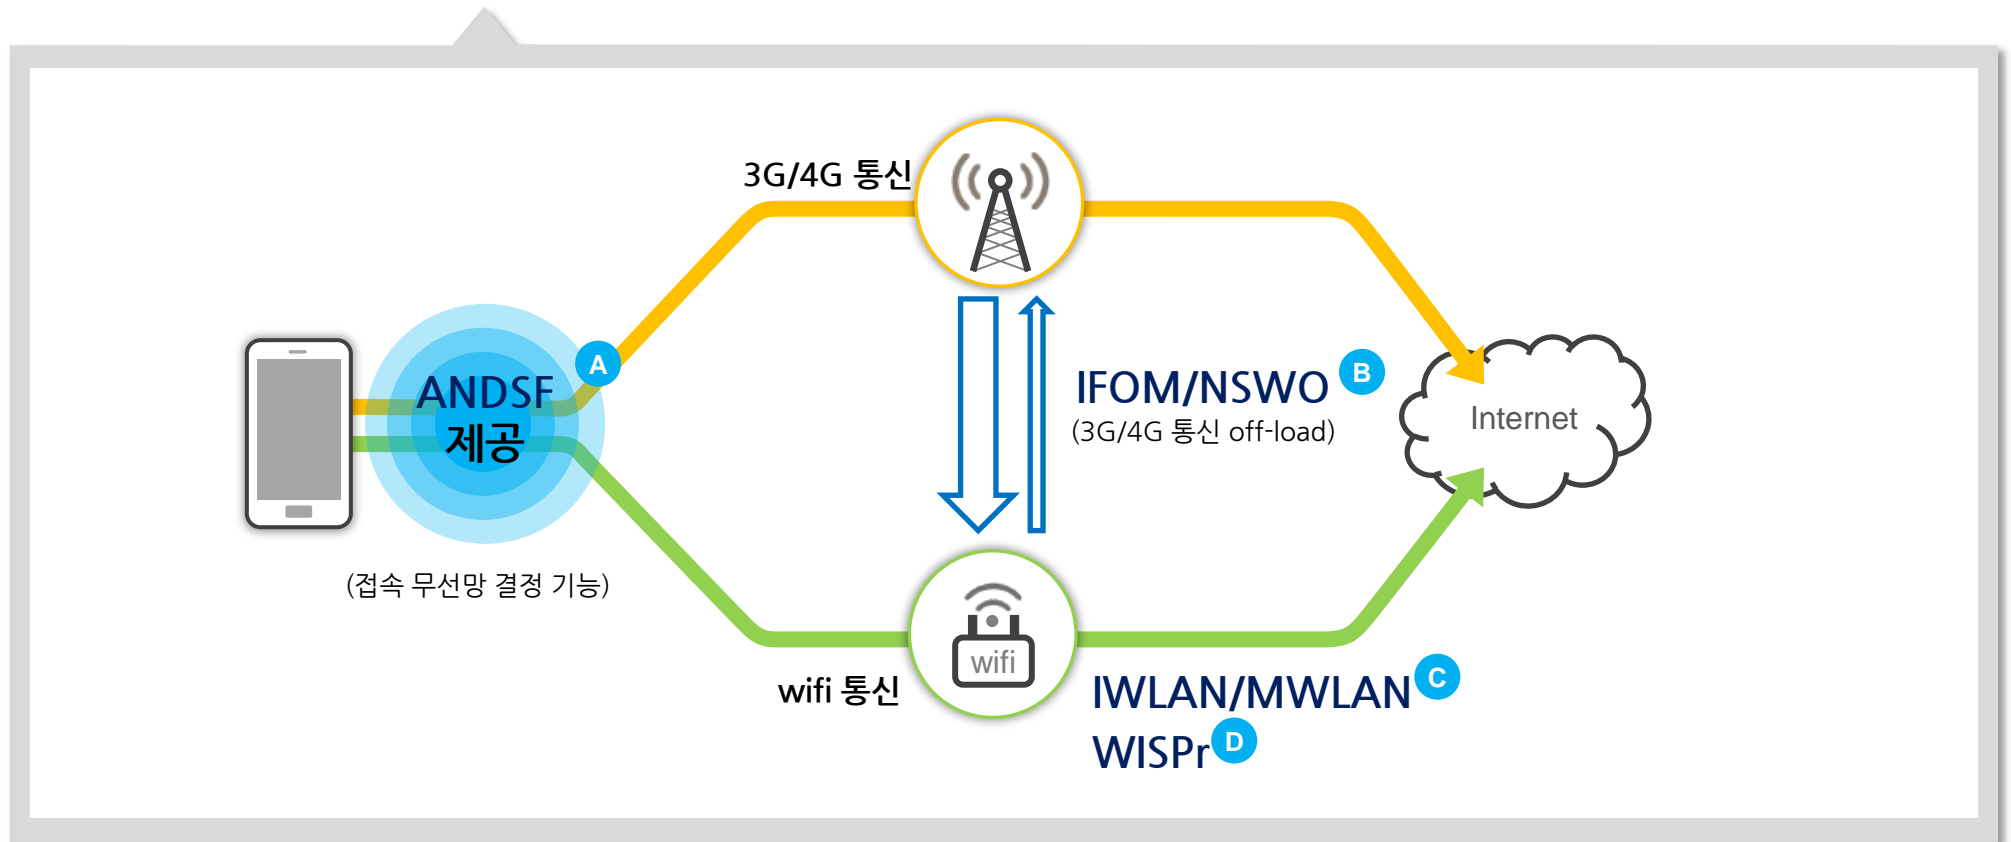 3G/4G 통신
A
ANDSF
제공
IFOM/NSWO B
(3G/4G 통신 off-load)
Internet
(접속 무선망 결정 기능)
wifi
wifi 통신
IWLAN/MWLAN C
WISPr D